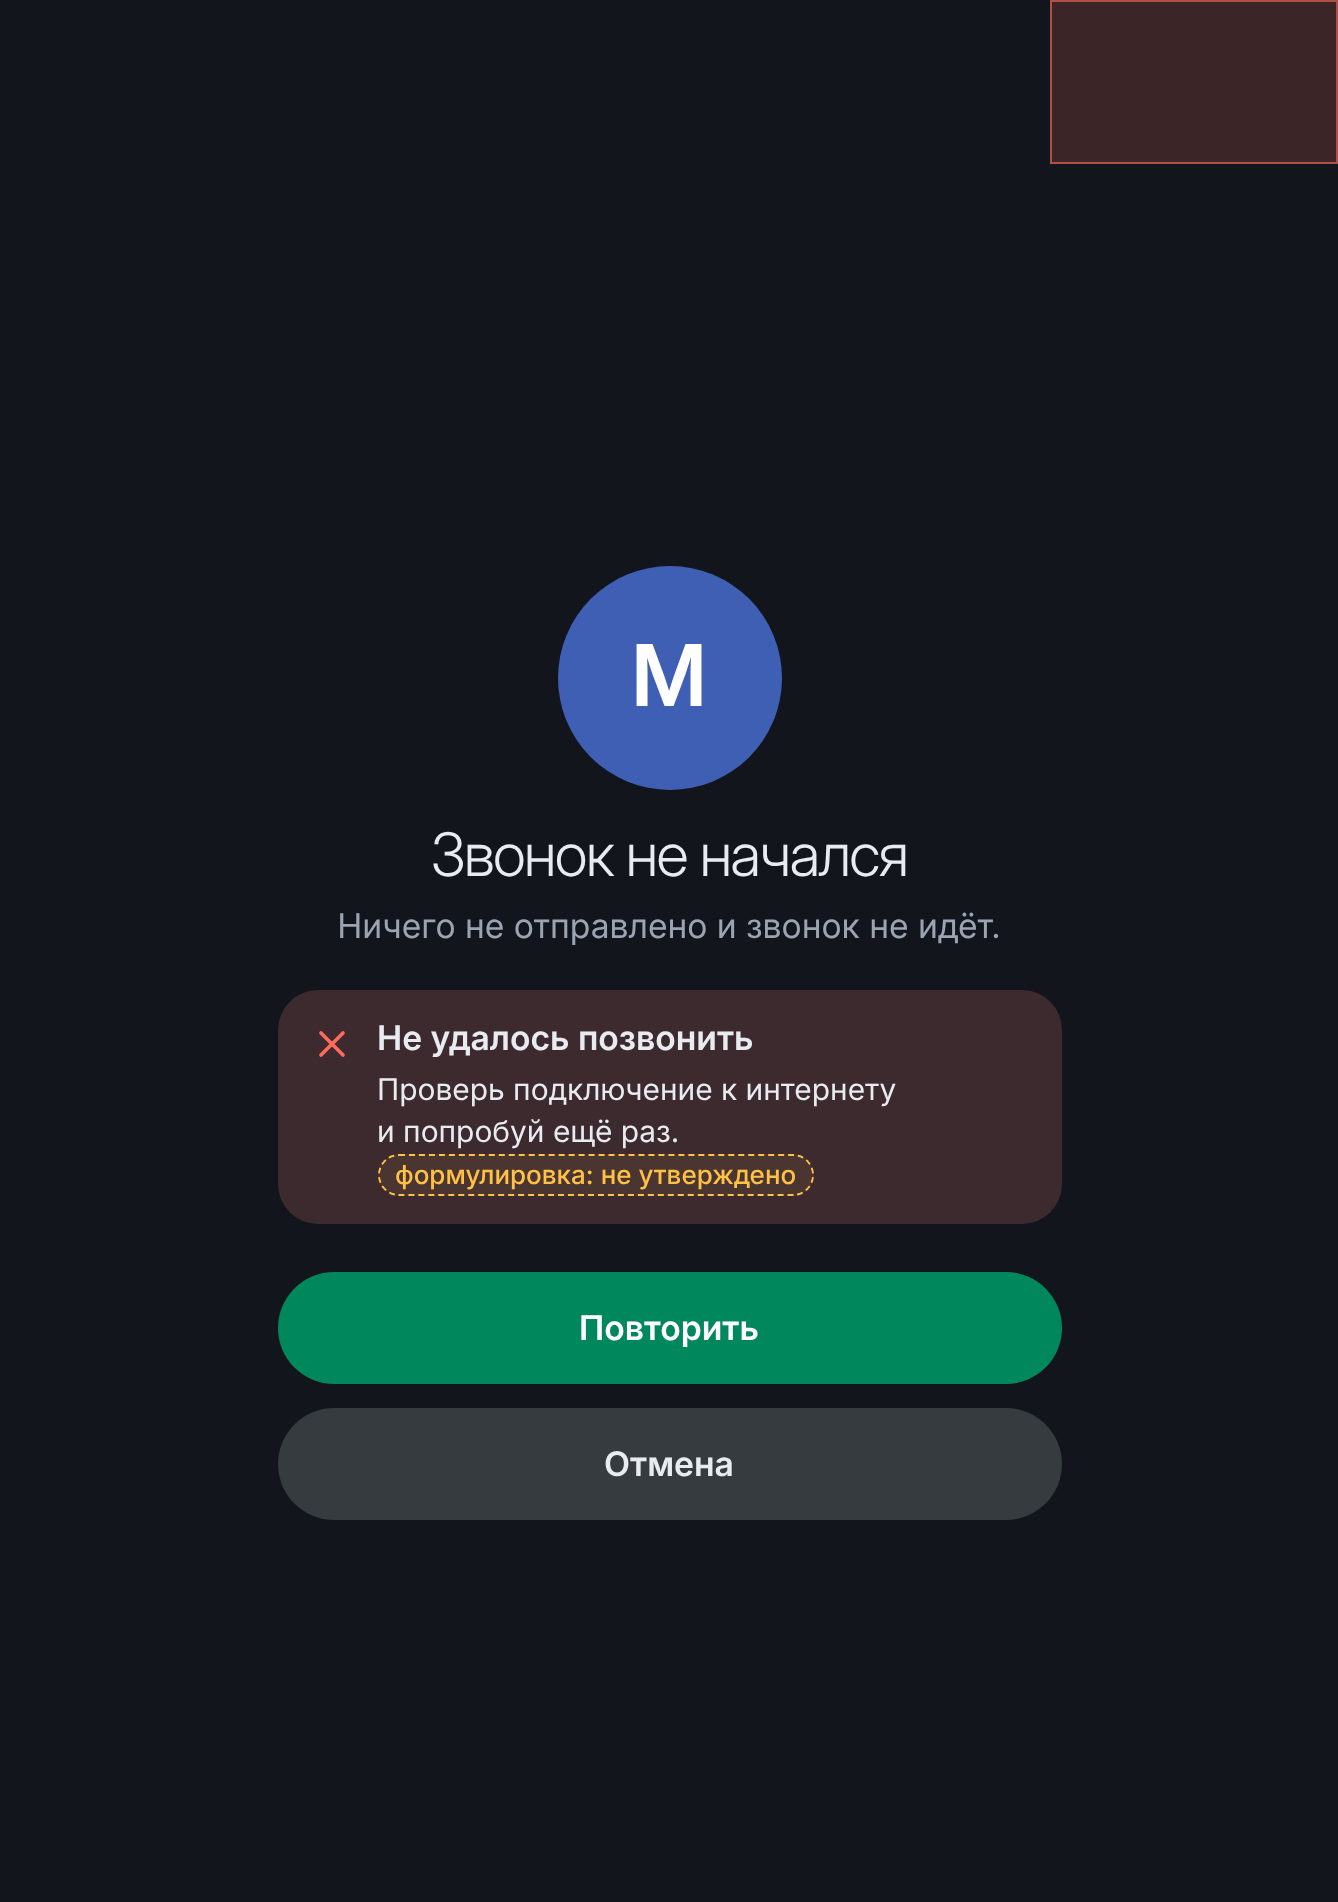 М
Звонок не начался
Ничего не отправлено и звонок не идёт.
Не удалось позвонить
Проверь подключение к интернету
и попробуй ещё раз.
формулировка: не утверждено
Повторить
Отмена